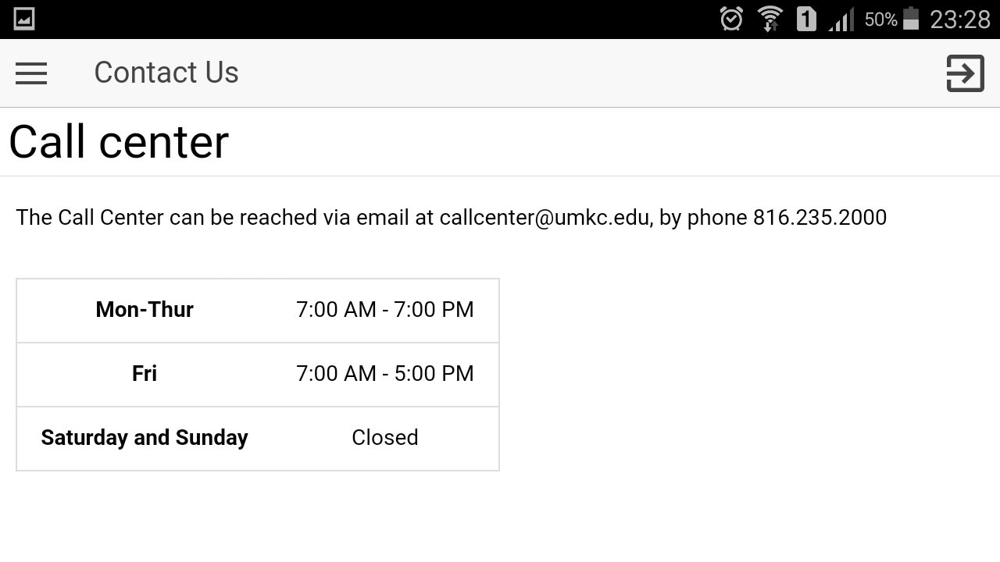 1 50% 23:28
Contact Us
Call center
The Call Center can be reached via email at callcenter@umkc.edu, by phone 816.235.2000
Mon-Thur 7:00 AM - 7:00 PM
Fri 7:00 AM - 5:00 PM
Saturday and Sunday Closed